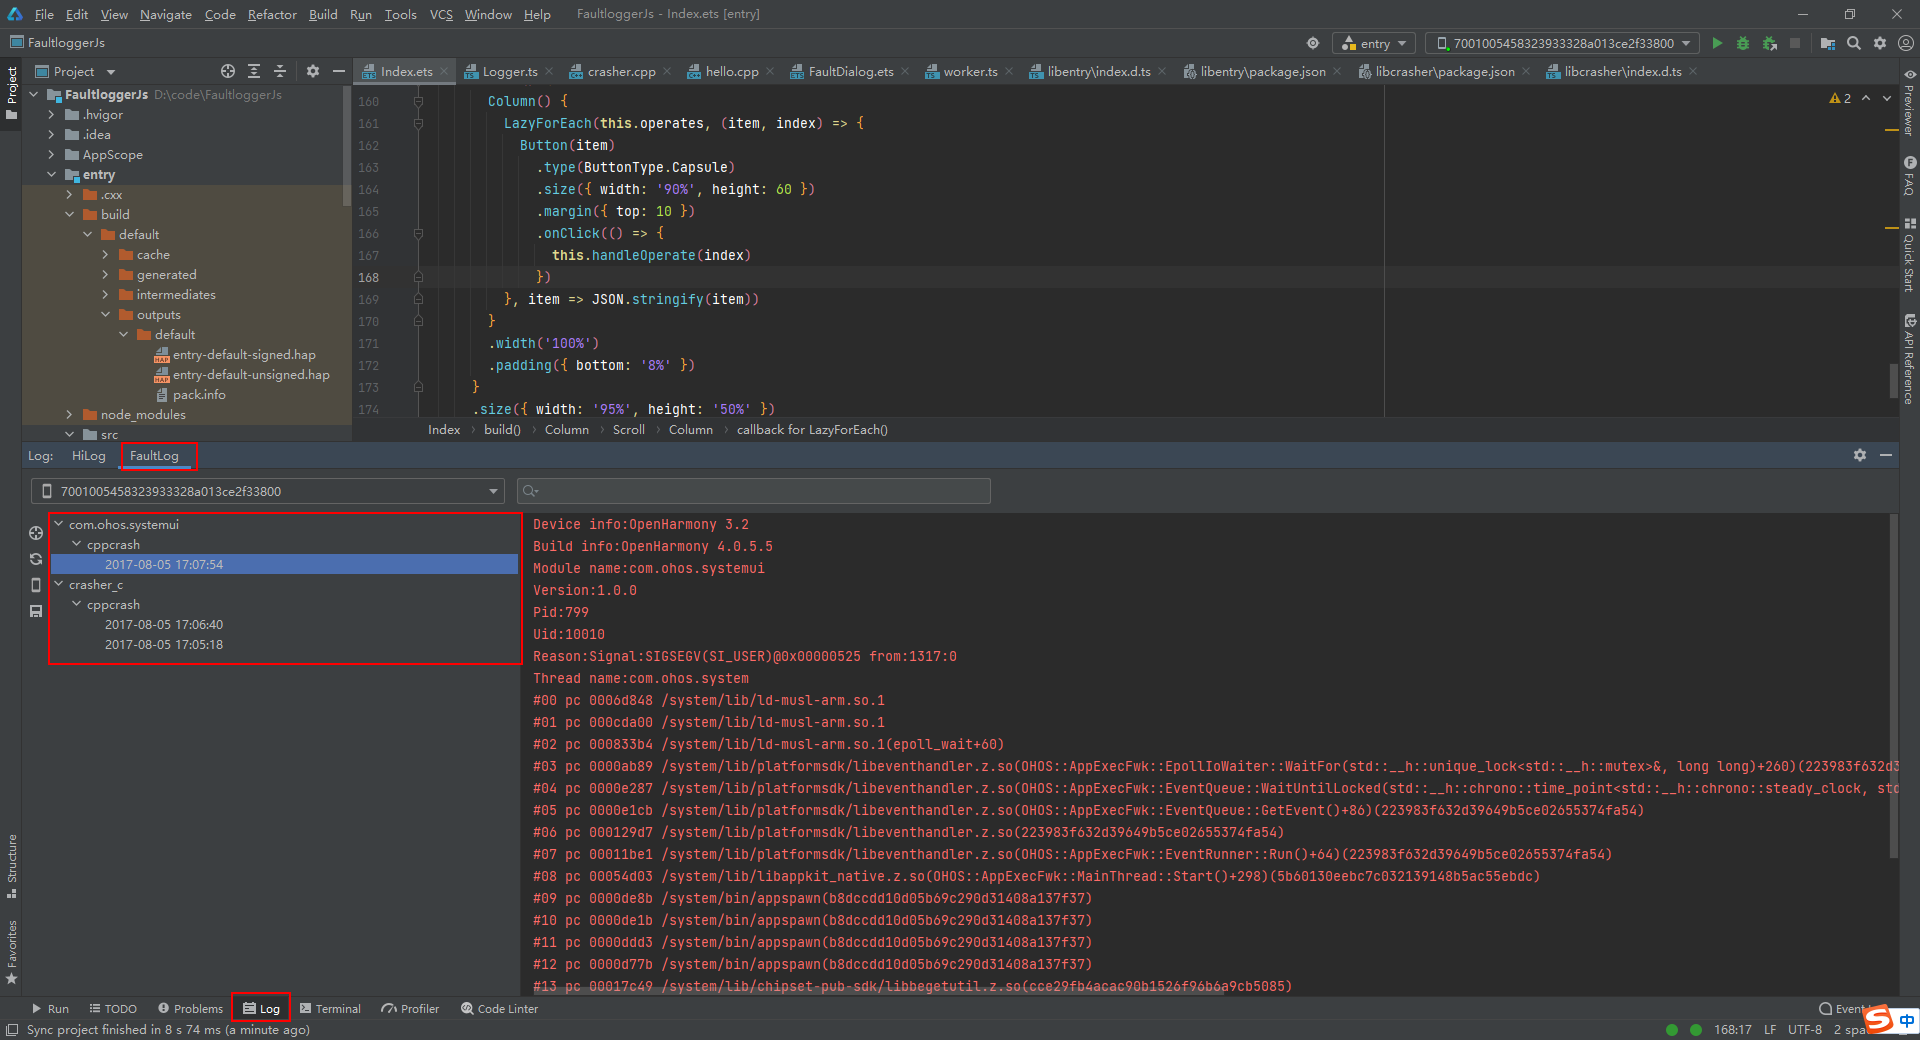 File Edit View Navigate Code Refactor Build Run Tools VCS Window Help FaultloggerJs - Index.ets [entry]
FaultloggerJs entry 7001005458323933328a013ce2f33800
Project Index.ets Logger.ts crasher.cpp hello.cpp FaultDialog.ets worker.ts libentry\index.d.ts libentry\package.json libcrasher\package.json libcrasher\index.d.ts
Project
FaultloggerJs D:\code\FaultloggerJs
.hvigor
.idea
AppScope
entry
.cxx
build
default
cache
generated
intermediates
outputs
default
entry-default-signed.hap
entry-default-unsigned.hap
pack.info
node_modules
src
160 Column() {
161 LazyForEach(this.operates, (item, index) => {
162 Button(item)
163 .type(ButtonType.Capsule)
164 .size({ width: '90%', height: 60 })
165 .margin({ top: 10 })
166 .onClick(() => {
167 this.handleOperate(index)
168 })
169 }, item => JSON.stringify(item))
170 }
171 .width('100%')
172 .padding({ bottom: '8%' })
173 }
174 .size({ width: '95%', height: '50%' })
2
Previewer
FAQ
Quick Start
API Reference
Index build() Column Scroll Column callback for LazyForEach()
Log: HiLog FaultLog
7001005458323933328a013ce2f33800
com.ohos.systemui
cppcrash
2017-08-05 17:07:54
crasher_c
cppcrash
2017-08-05 17:06:40
2017-08-05 17:05:18
Device info:OpenHarmony 3.2
Build info:OpenHarmony 4.0.5.5
Module name:com.ohos.systemui
Version:1.0.0
Pid:799
Uid:10010
Reason:Signal:SIGSEGV(SI_USER)@0x00000525 from:1317:0
Thread name:com.ohos.system
#00 pc 0006d848 /system/lib/ld-musl-arm.so.1
#01 pc 000cda00 /system/lib/ld-musl-arm.so.1
#02 pc 000833b4 /system/lib/ld-musl-arm.so.1(epoll_wait+60)
#03 pc 0000ab89 /system/lib/platformsdk/libeventhandler.z.so(OHOS::AppExecFwk::EpollIoWaiter::WaitFor(std::__h::unique_lock<std::__h::mutex>&, long long)+260)(223983f632d3
#04 pc 0000e287 /system/lib/platformsdk/libeventhandler.z.so(OHOS::AppExecFwk::EventQueue::WaitUntilLocked(std::__h::chrono::time_point<std::__h::chrono::steady_clock, std
#05 pc 0000e1cb /system/lib/platformsdk/libeventhandler.z.so(OHOS::AppExecFwk::EventQueue::GetEvent()+86)(223983f632d39649b5ce02655374fa54)
#06 pc 000129d7 /system/lib/platformsdk/libeventhandler.z.so(223983f632d39649b5ce02655374fa54)
#07 pc 00011be1 /system/lib/platformsdk/libeventhandler.z.so(OHOS::AppExecFwk::EventRunner::Run()+64)(223983f632d39649b5ce02655374fa54)
#08 pc 00054d03 /system/lib/libappkit_native.z.so(OHOS::AppExecFwk::MainThread::Start()+298)(5b60130eebc7c032139148b5ac55ebdc)
#09 pc 0000de8b /system/bin/appspawn(b8dccdd10d05b69c290d31408a137f37)
#10 pc 0000de1b /system/bin/appspawn(b8dccdd10d05b69c290d31408a137f37)
#11 pc 0000ddd3 /system/bin/appspawn(b8dccdd10d05b69c290d31408a137f37)
#12 pc 0000d77b /system/bin/appspawn(b8dccdd10d05b69c290d31408a137f37)
#13 pc 00017c49 /system/lib/chipset-pub-sdk/libbegetutil.z.so(cce29fb4acac90b1526f96b6a9cb5085)
Structure
Favorites
Run TODO Problems Log Terminal Profiler Code Linter Event
Sync project finished in 8 s 74 ms (a minute ago) 168:17 LF UTF-8 2 spa
S 中